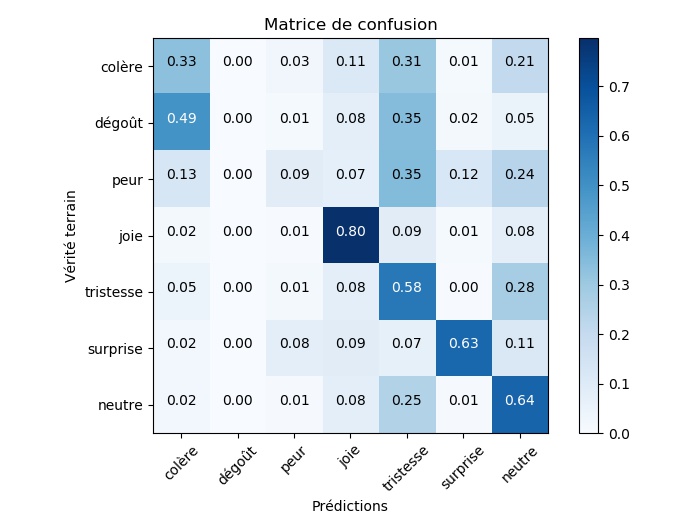 Matrice de confusion
colère 0.33 0.00 0.03 0.11 0.31 0.01 0.21
dégoût 0.49 0.00 0.01 0.08 0.35 0.02 0.05
peur 0.13 0.00 0.09 0.07 0.35 0.12 0.24
joie 0.02 0.00 0.01 0.80 0.09 0.01 0.08
tristesse 0.05 0.00 0.01 0.08 0.58 0.00 0.28
surprise 0.02 0.00 0.08 0.09 0.07 0.63 0.11
neutre 0.02 0.00 0.01 0.08 0.25 0.01 0.64
colère dégoût peur joie tristesse surprise neutre
Prédictions
Vérité terrain
0.7
0.6
0.5
0.4
0.3
0.2
0.1
0.0